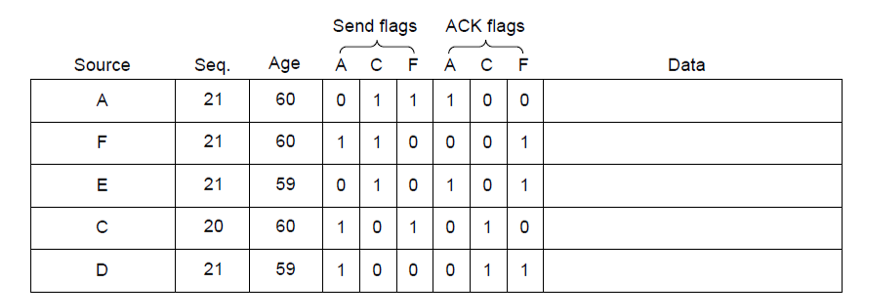 Send flags ACK flags
Source Seq. Age A C F A C F Data
A 21 60 0 1 1 1 0 0
F 21 60 1 1 0 0 0 1
E 21 59 0 1 0 1 0 1
C 20 60 1 0 1 0 1 0
D 21 59 1 0 0 0 1 1